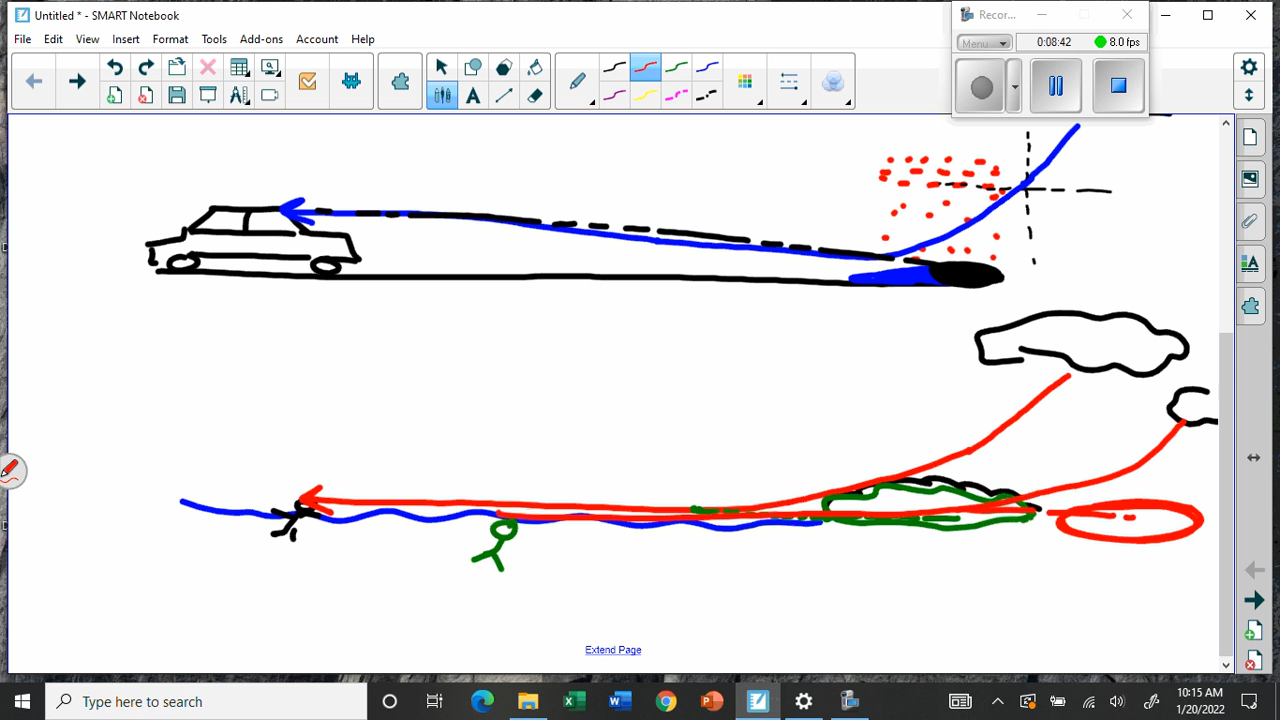 Untitled * - SMART Notebook
Recor...
File Edit View Insert Format Tools Add-ons Account Help
Menu
0:08:42
8.0 fps
A
A
Extend Page
Type here to search
10:15 AM
1/20/2022